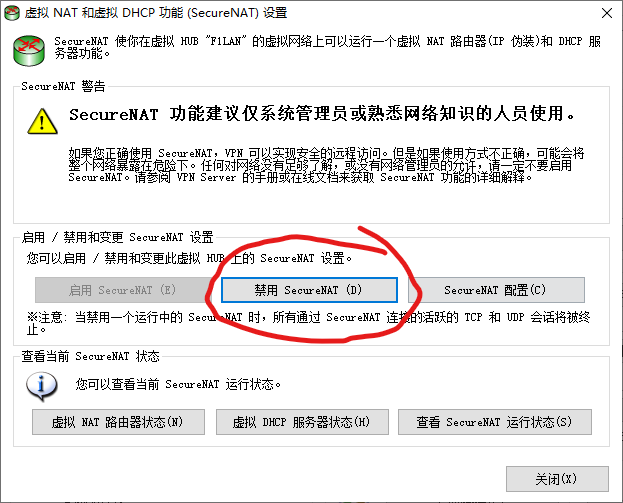 虚拟 NAT 和虚拟 DHCP 功能 (SecureNAT) 设置
SecureNAT 使你在虚拟 HUB "F1LAN" 的虚拟网络上可以运行一个虚拟 NAT 路由器(IP 伪装)和 DHCP 服
务器功能。
SecureNAT 警告
SecureNAT 功能建议仅系统管理员或熟悉网络知识的人员使用。
如果您正确使用 SecureNAT，VPN 可以实现安全的远程访问。但是如果使用方式不正确，可能会将
整个网络暴露在危险下。任何对网络没有足够了解，或没有网络管理员的允许，请一定不要启用
SecureNAT。请参阅 VPN Server 的手册或在线文档来获取 SecureNAT 功能的详细解释。
启用 / 禁用和变更 SecureNAT 设置
您可以启用 / 禁用和变更此虚拟 HUB 上的 SecureNAT 设置。
启用 SecureNAT (E)
禁用 SecureNAT (D)
SecureNAT 配置(C)
※注意: 当禁用一个运行中的 SecureNAT 时，所有通过 SecureNAT 连接的活跃的 TCP 和 UDP 会话将被终
止。
查看当前 SecureNAT 状态
您可以查看当前 SecureNAT 运行状态。
虚拟 NAT 路由器状态(N)
虚拟 DHCP 服务器状态(H)
查看 SecureNAT 运行状态(S)
关闭(X)